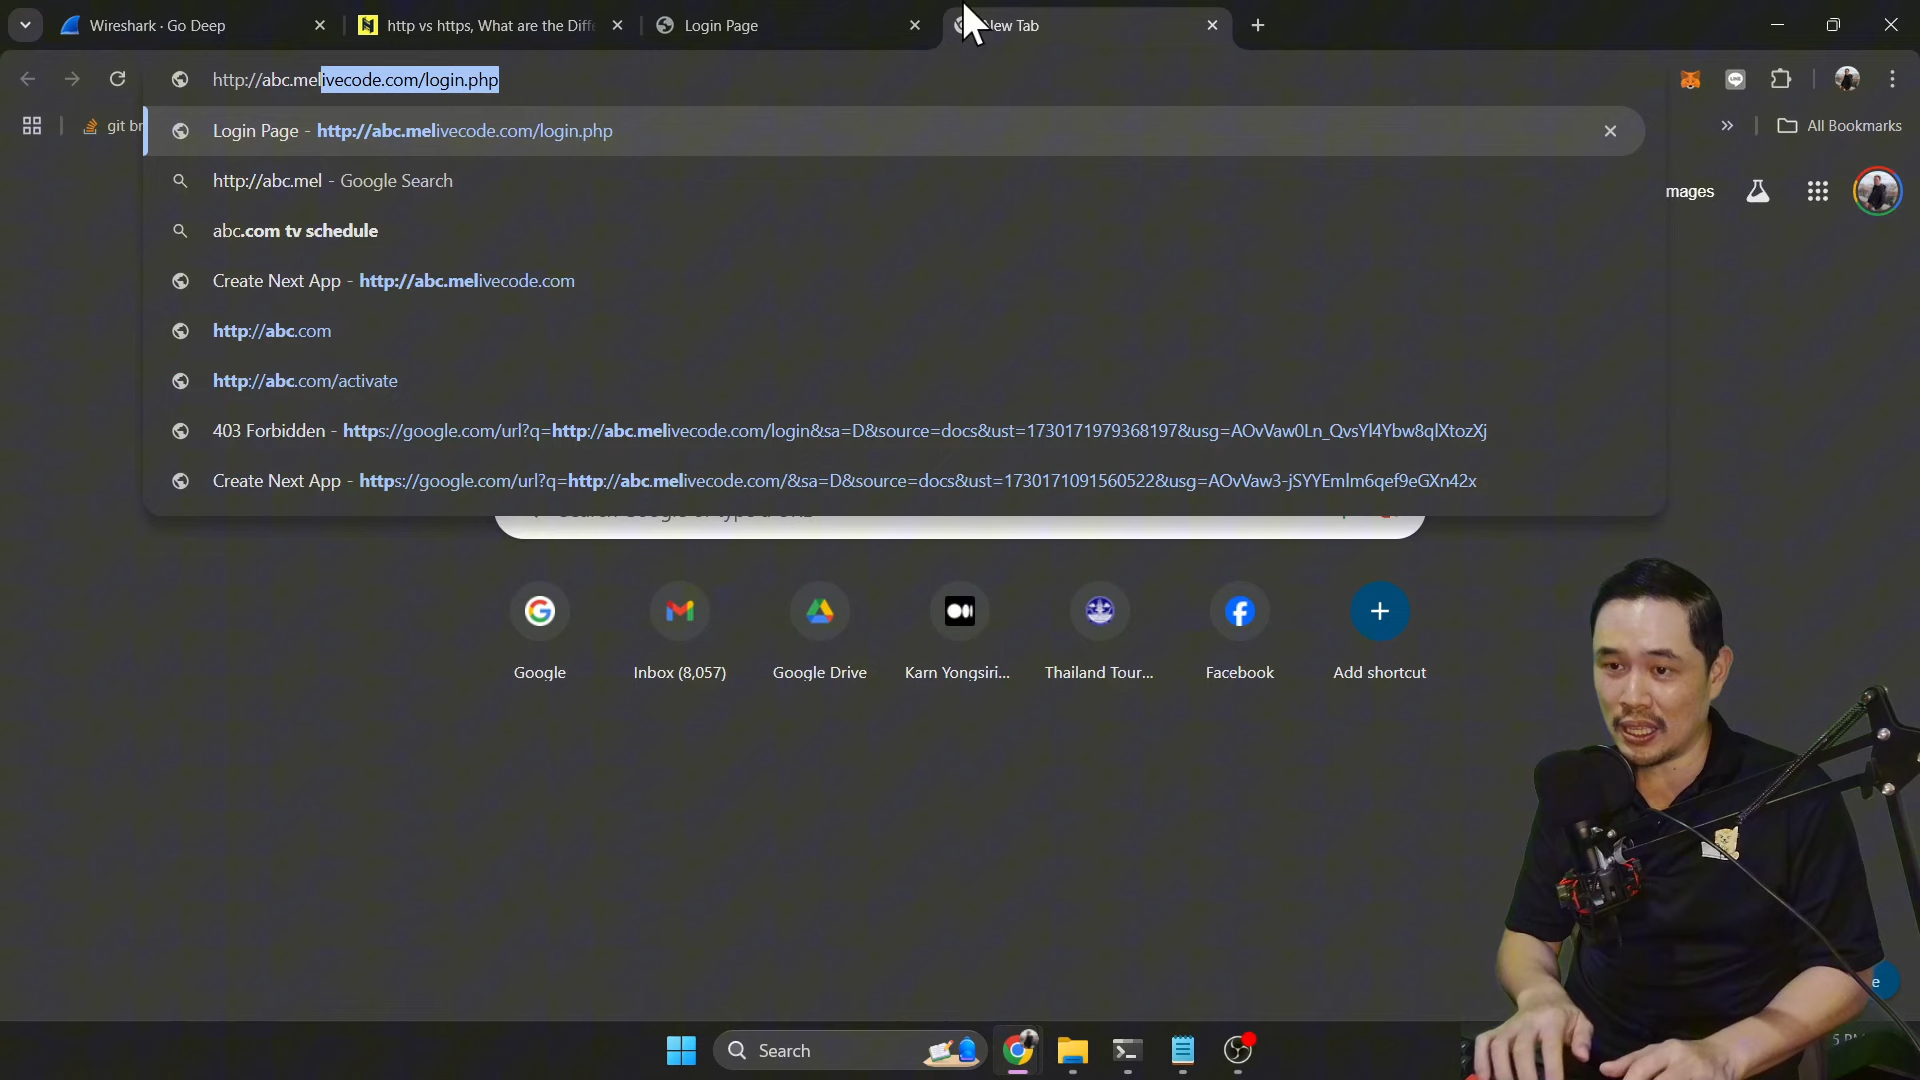 Wireshark · Go Deep
http vs https, What are the Diffe
Login Page
New Tab
http://abc.melivecode.com/login.php
git br
All Bookmarks
Login Page - http://abc.melivecode.com/login.php
http://abc.mel - Google Search
mages
abc.com tv schedule
Create Next App - http://abc.melivecode.com
http://abc.com
http://abc.com/activate
403 Forbidden - https://google.com/url?q=http://abc.melivecode.com/login&sa=D&source=docs&ust=1730171979368197&usg=AOvVaw0Ln_QvsYl4Ybw8qlXtozXj
Create Next App - https://google.com/url?q=http://abc.melivecode.com/&sa=D&source=docs&ust=1730171091560522&usg=AOvVaw3-jSYYEmlm6qef9eGXn42x
Google
Inbox (8,057)
Google Drive
Karn Yongsiri...
Thailand Tour...
Facebook
Add shortcut
Search
5 PM